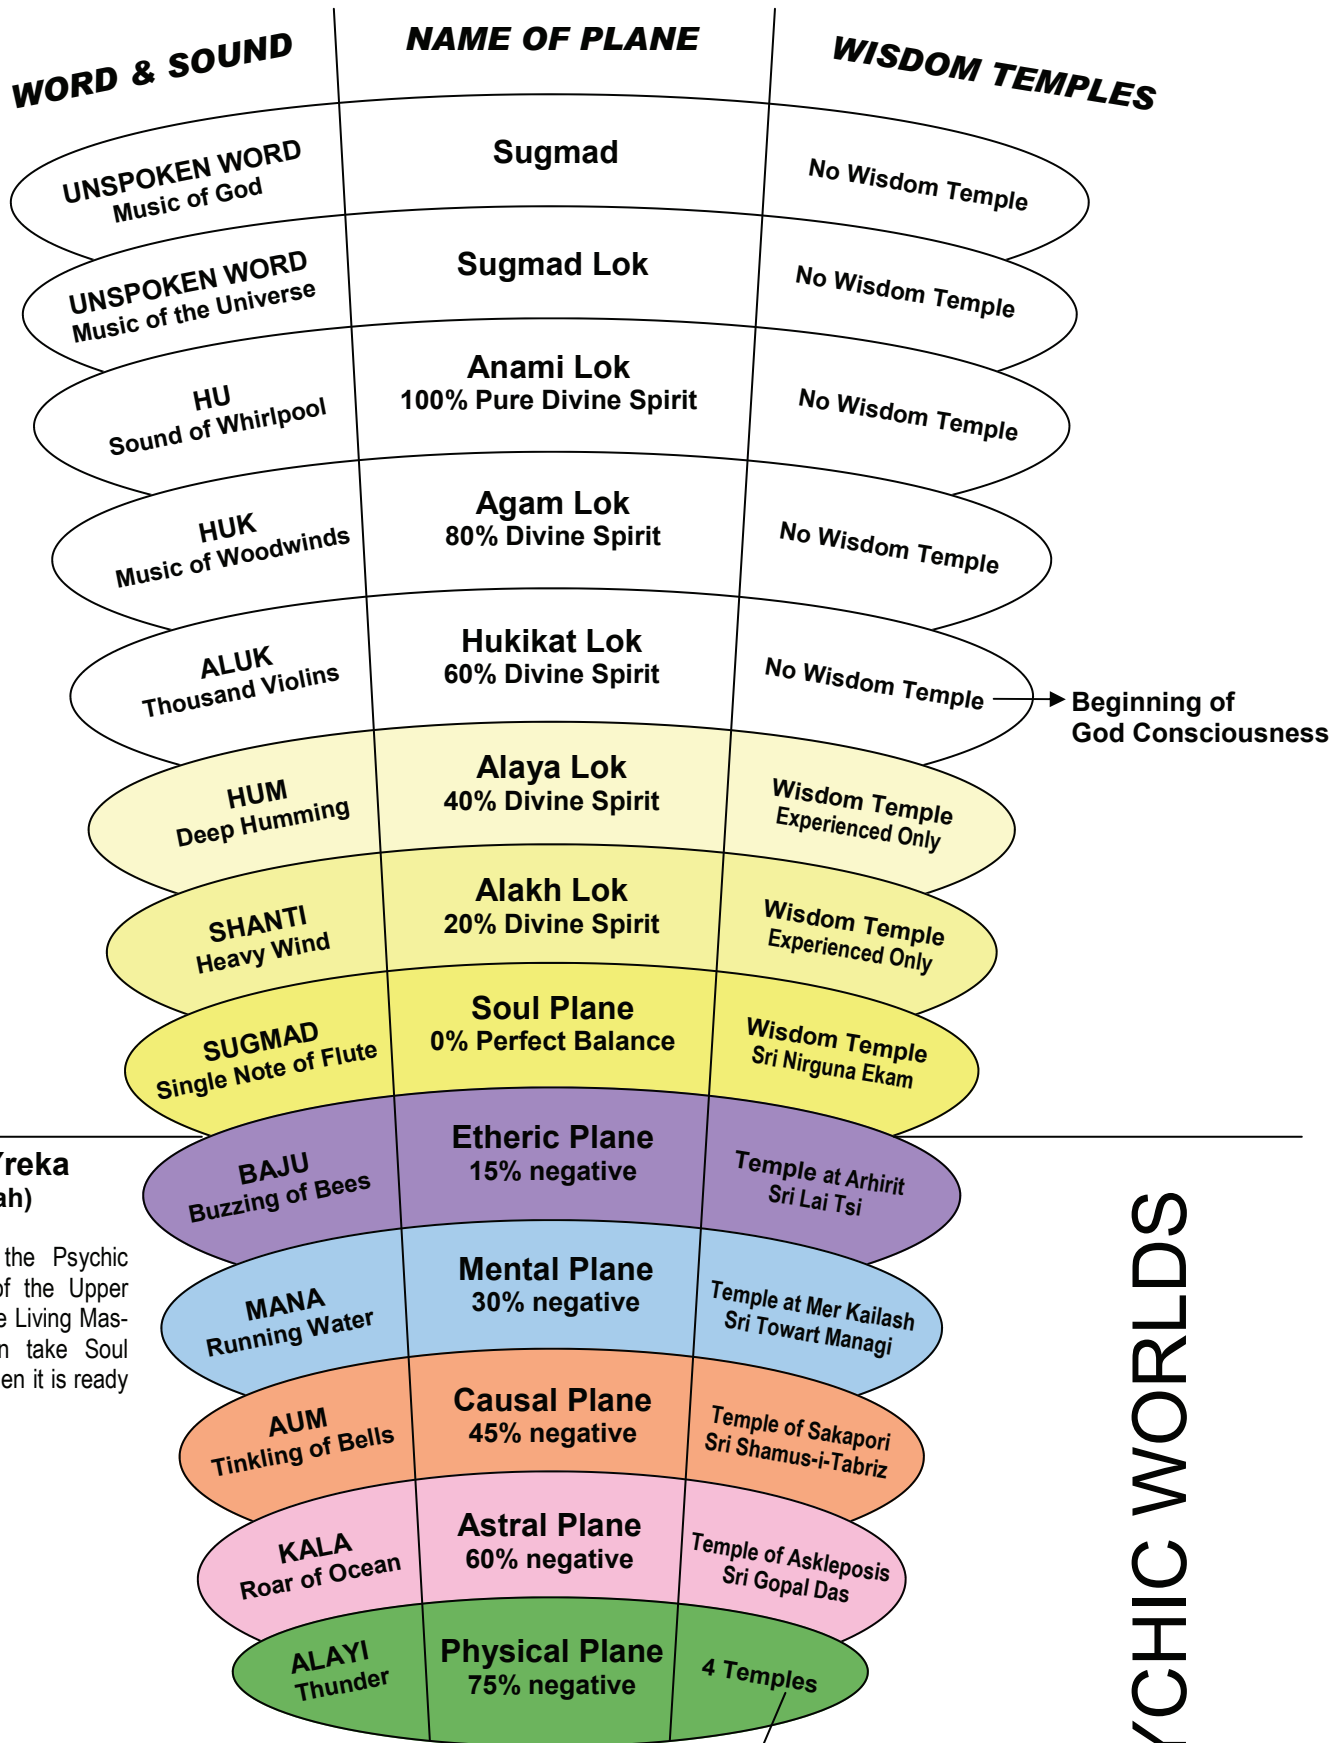 WORD & SOUND
NAME OF PLANE
WISDOM TEMPLES
UNSPOKEN WORD
Music of God
Sugmad
No Wisdom Temple
UNSPOKEN WORD
Music of the Universe
Sugmad Lok
No Wisdom Temple
HU
Sound of Whirlpool
Anami Lok
100% Pure Divine Spirit
No Wisdom Temple
HUK
Music of Woodwinds
Agam Lok
80% Divine Spirit
No Wisdom Temple
ALUK
Thousand Violins
Hukikat Lok
60% Divine Spirit
No Wisdom Temple
Beginning of
God Consciousness
HUM
Deep Humming
Alaya Lok
40% Divine Spirit
Wisdom Temple
Experienced Only
SHANTI
Heavy Wind
Alakh Lok
20% Divine Spirit
Wisdom Temple
Experienced Only
SUGMAD
Single Note of Flute
Soul Plane
0% Perfect Balance
Wisdom Temple
Sri Nirguna Ekam
BAJU
Buzzing of Bees
Etheric Plane
15% negative
Temple at Arhirit
Sri Lai Tsi
Yreka
ah)
the Psychic
of the Upper
e Living Mas-
n take Soul
en it is ready
MANA
Running Water
Mental Plane
30% negative
Temple at Mer Kailash
Sri Towart Managi
AUM
Tinkling of Bells
Causal Plane
45% negative
Temple of Sakapori
Sri Shamus-i-Tabriz
KALA
Roar of Ocean
Astral Plane
60% negative
Temple of Askleposis
Sri Gopal Das
ALAYI
Thunder
Physical Plane
75% negative
4 Temples
YCHIC WORLDS